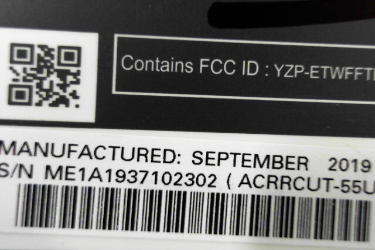 Contains FCC ID : YZP-ETWFFT
MANUFACTURED: SEPTEMBER 2019
S/N ME1A1937102302 ( ACRRCUT-55U